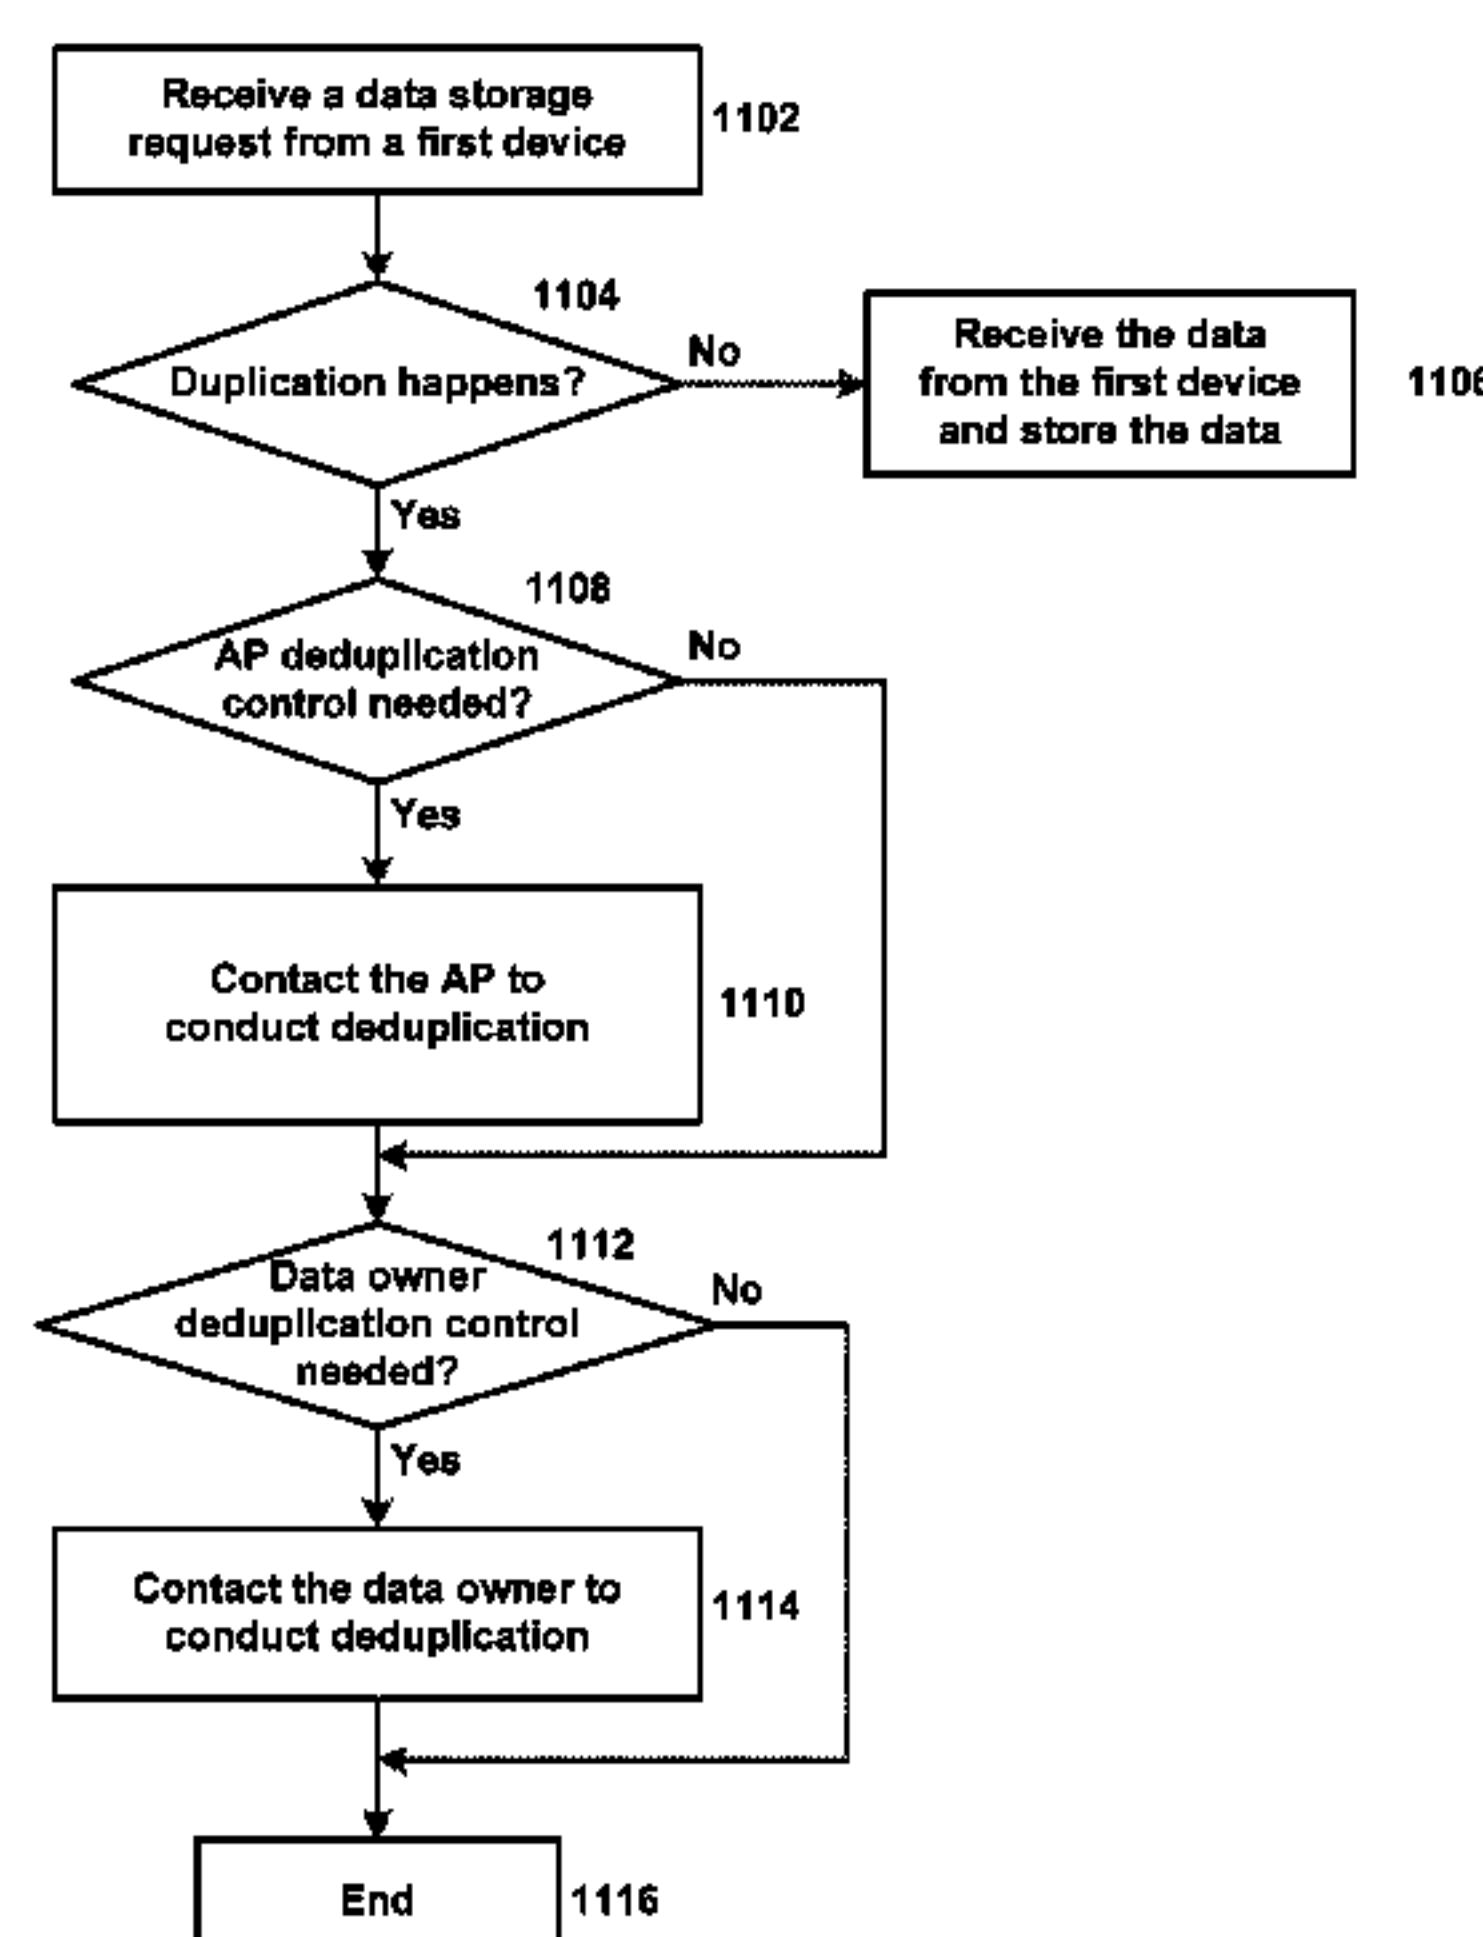 Receive a data storage
request from a first device
1102
1104
Duplication happens?
No
Receive the data
from the first device
and store the data
1106
Yes
1108
AP deduplication
control needed?
No
Yes
Contact the AP to
conduct deduplication
1110
1112
Data owner
deduplication control
needed?
No
Yes
Contact the data owner to
conduct deduplication
1114
End
1116